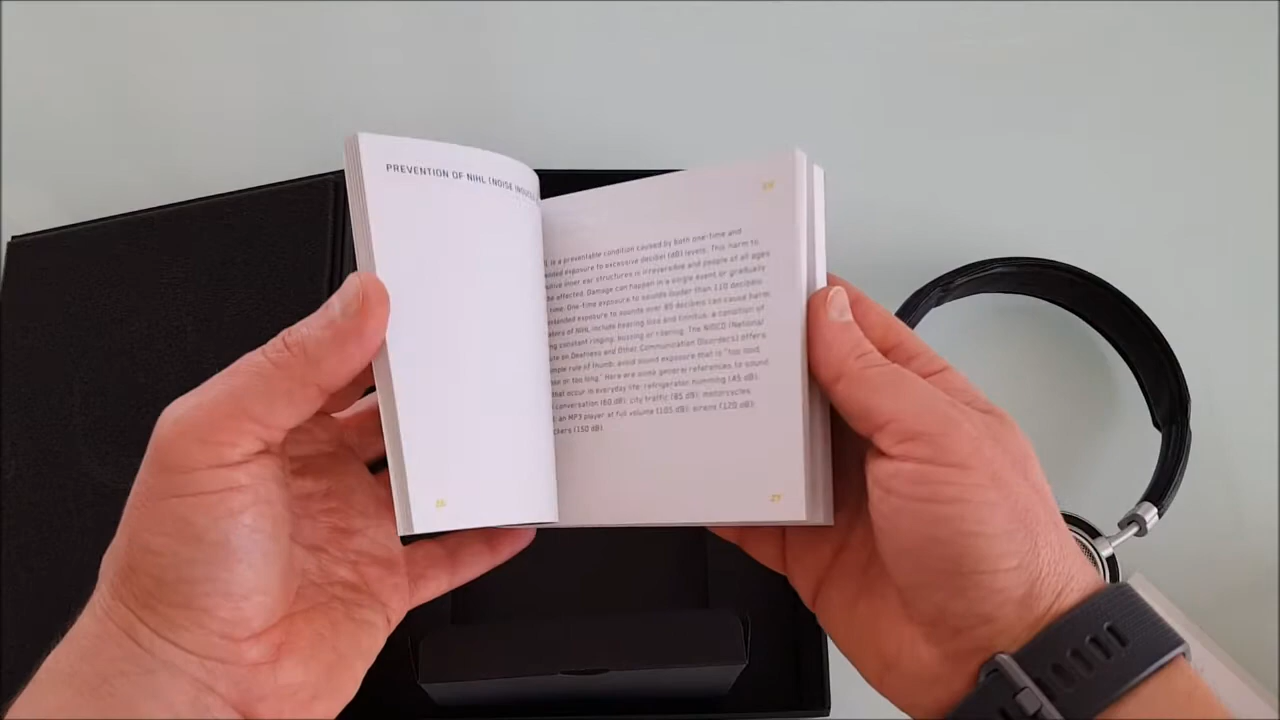 PREVENTION OF NIHL (NOISE
26
is a preventable condition caused by both one-time and
exposure to excessive decibel (dB) levels. This harm to
inner ear structures is irreversible and people of all ages
be affected. Damage can happen in a single event or gradually
time. One-time exposure to sounds louder than 110 decibels
extended exposure to sounds over 85 decibels can caused harm.
of NIHL include hearing loss and tinnitus, a condition of
constant ringing, buzzing or roaring. The NIDCD (National
on Deafness and Other Communication Disorders) offers
rule of thumb: avoid sound exposure that is "too loud,
or too long." Here are some general references to sound
that occur in everyday life: refrigerator humming (45 dB);
conversation (60 dB); city traffic (85 dB); motorcycles
an MP3 player at full volume (105 dB); sirens (120 dB);
(150 dB).
27